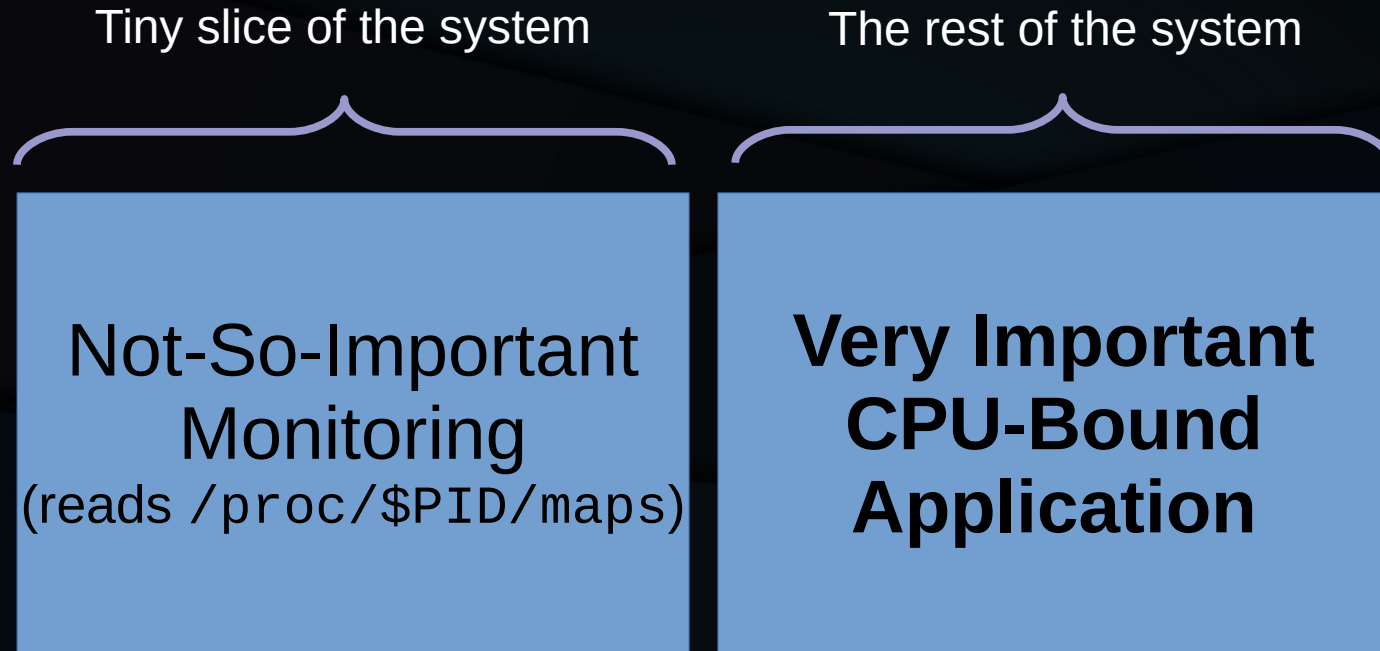 Tiny slice of the system
The rest of the system
Not-So-Important
Monitoring
(reads /proc/$PID/maps)
Very Important
CPU-Bound
Application